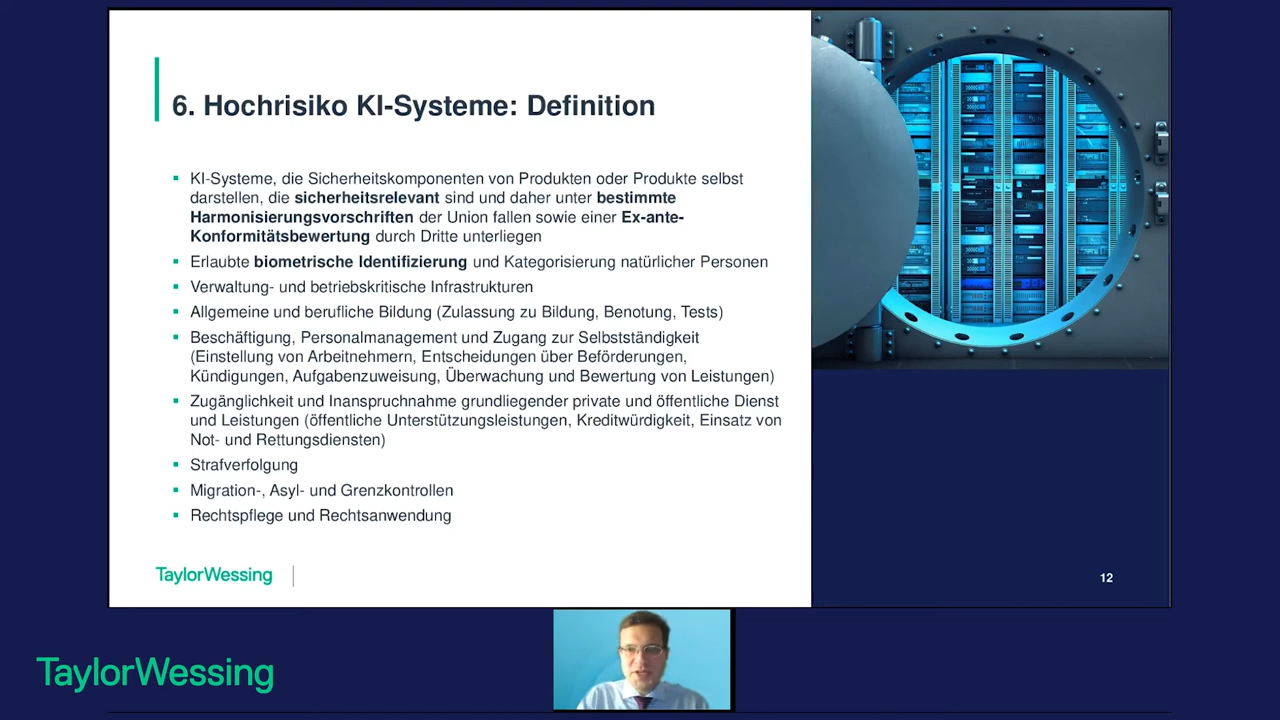 6. Hochrisiko KI-Systeme: Definition
KI-Systeme, die Sicherheitskomponenten von Produkten oder Produkte selbst
darstellen, die sicherheitsrelevant sind und daher unter bestimmte
Harmonisierungsvorschriften der Union fallen sowie einer Ex-ante-
Konformitätsbewertung durch Dritte unterliegen
Erlaubte biometrische Identifizierung und Kategorisierung natürlicher Personen
Verwaltung- und betriebskritische Infrastrukturen
Allgemeine und berufliche Bildung (Zulassung zu Bildung, Benotung, Tests)
Beschäftigung, Personalmanagement und Zugang zur Selbstständigkeit
(Einstellung von Arbeitnehmern, Entscheidungen über Beförderungen,
Kündigungen, Aufgabenzuweisung, Überwachung und Bewertung von Leistungen)
Zugänglichkeit und Inanspruchnahme grundliegender private und öffentliche Dienst
und Leistungen (öffentliche Unterstützungsleistungen, Kreditwürdigkeit, Einsatz von
Not- und Rettungsdiensten)
Strafverfolgung
Migration-, Asyl- und Grenzkontrollen
Rechtspflege und Rechtsanwendung
TaylorWessing
12
TaylorWessing